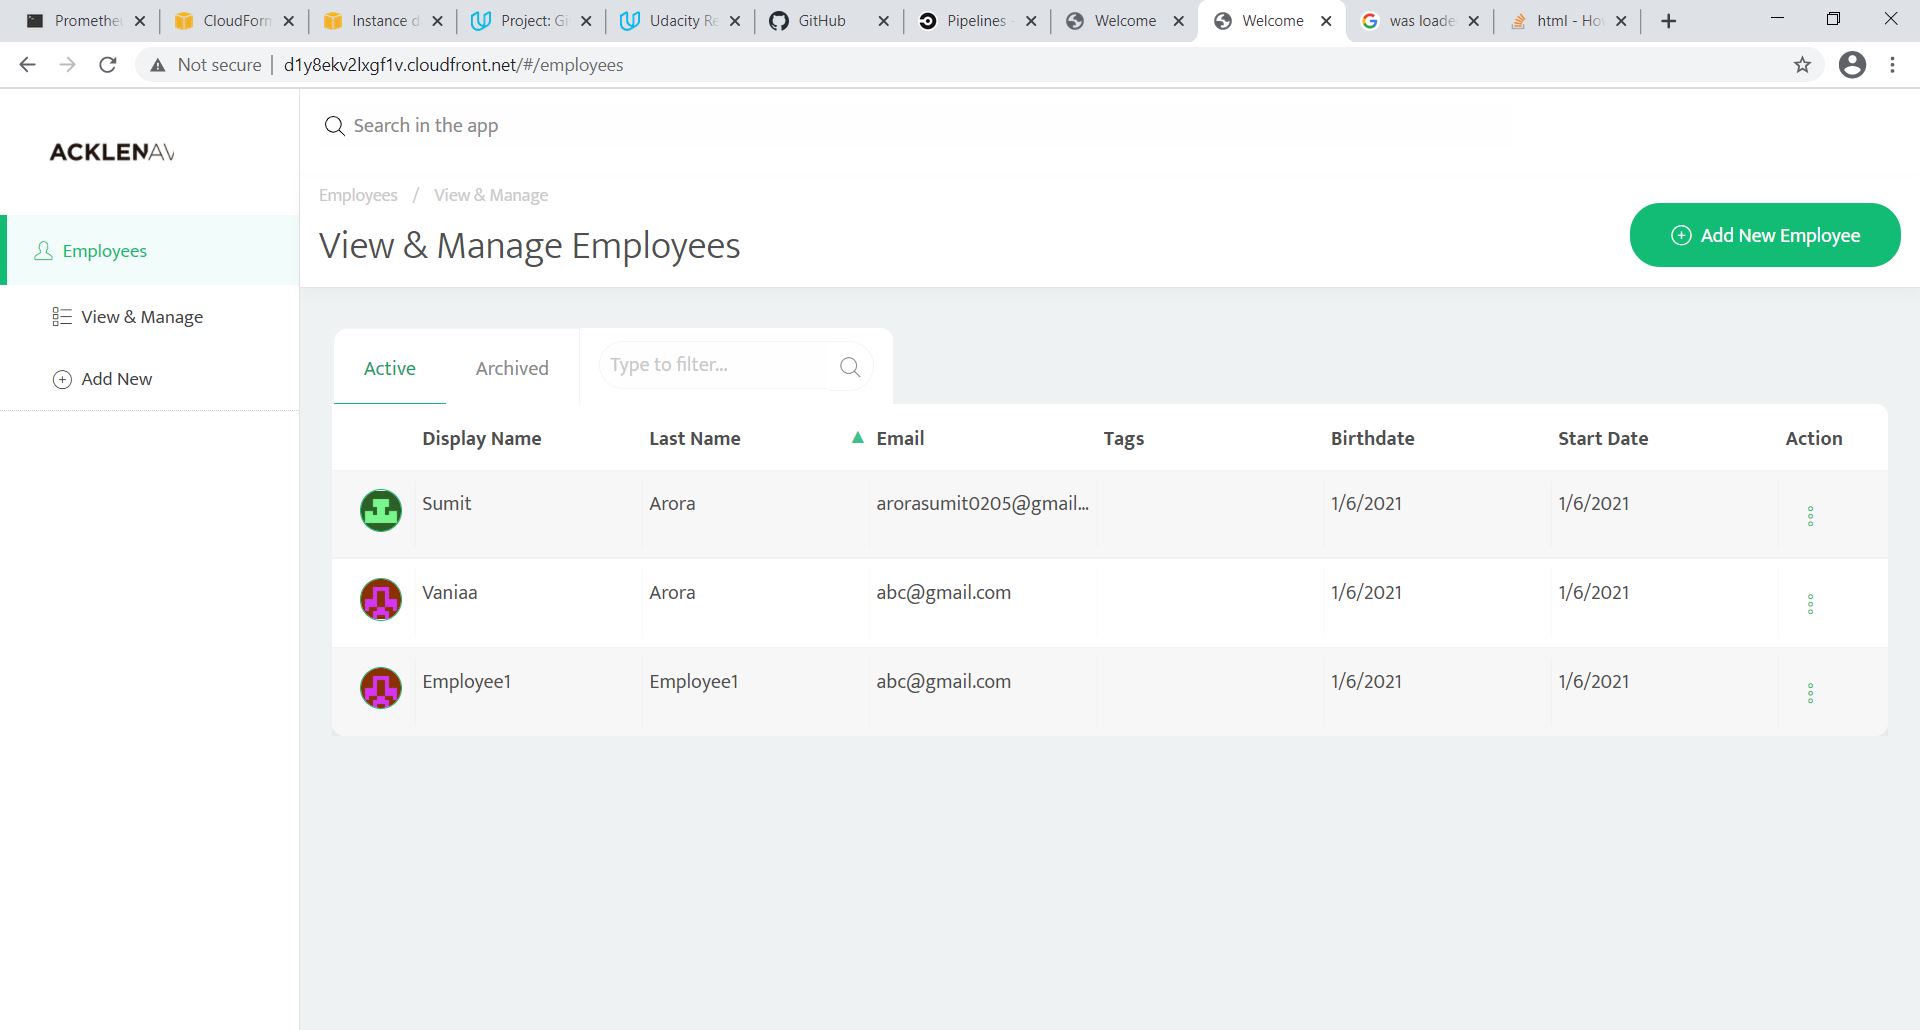 Prometheu CloudForm Instance d Project: Gi Udacity Re GitHub Pipelines - Welcome Welcome was loade html - Ho
Not secure d1y8ekv2lxgf1v.cloudfront.net/#/employees
ACKLENAV
Search in the app
Employees / View & Manage
View & Manage Employees
Add New Employee
Employees
View & Manage
Add New
Active Archived Type to filter...
Display Name Last Name Email Tags Birthdate Start Date Action
Sumit Arora arorasumit0205@gmail... 1/6/2021 1/6/2021
Vaniaa Arora abc@gmail.com 1/6/2021 1/6/2021
Employee1 Employee1 abc@gmail.com 1/6/2021 1/6/2021